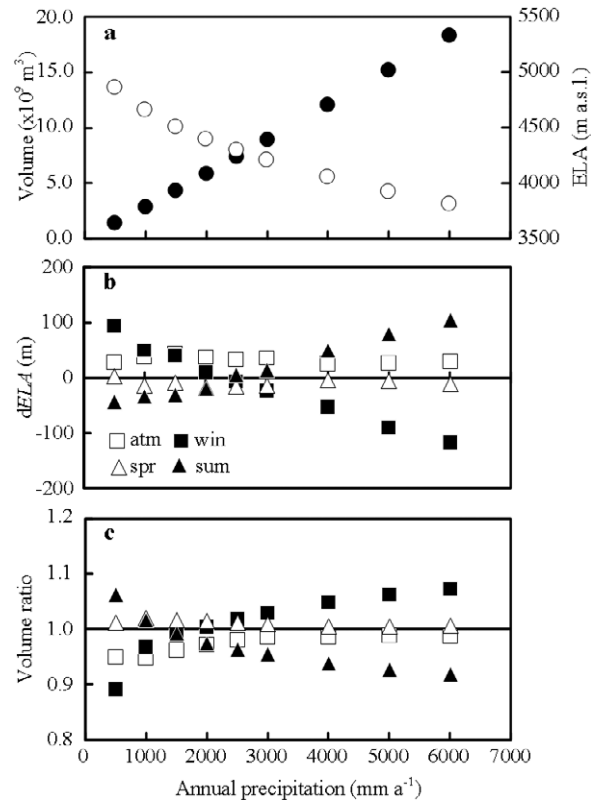 a
20.0
15.0
10.0
5.0
0.0
Volume (x10⁹ m³)
5500
5000
4500
4000
3500
ELA (m a.s.l.)
b
200
100
0
-100
-200
dELA (m)
atm
win
spr
sum
c
1.2
1.1
1.0
0.9
0.8
Volume ratio
0 1000 2000 3000 4000 5000 6000 7000
Annual precipitation (mm a⁻¹)